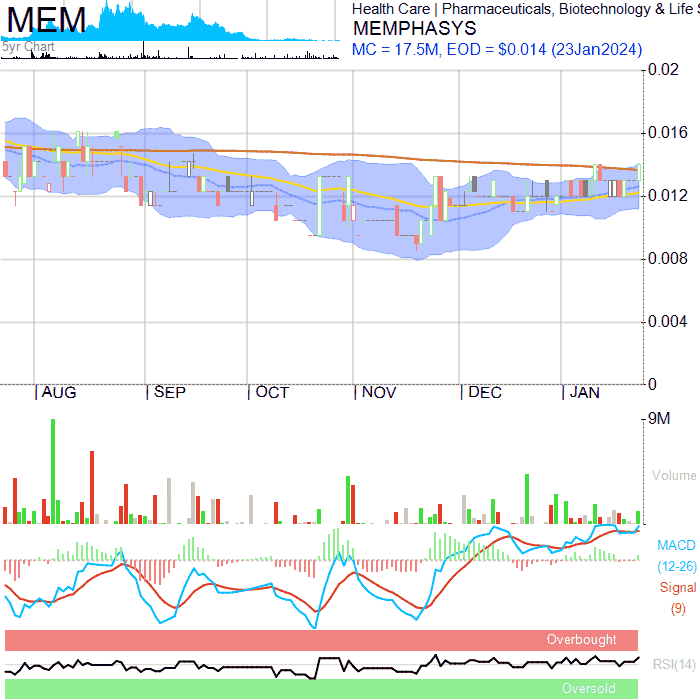 MEM
Health Care | Pharmaceuticals, Biotechnology & Life S
MEMPHASYS
5yr Chart
MC = 17.5M, EOD = $0.014 (23Jan2024)
0.02
0.016
0.012
0.008
0.004
0
AUG SEP OCT NOV DEC JAN
9M
Volume
MACD
(12-26)
Signal
(9)
Overbought
RSI(14)
Oversold